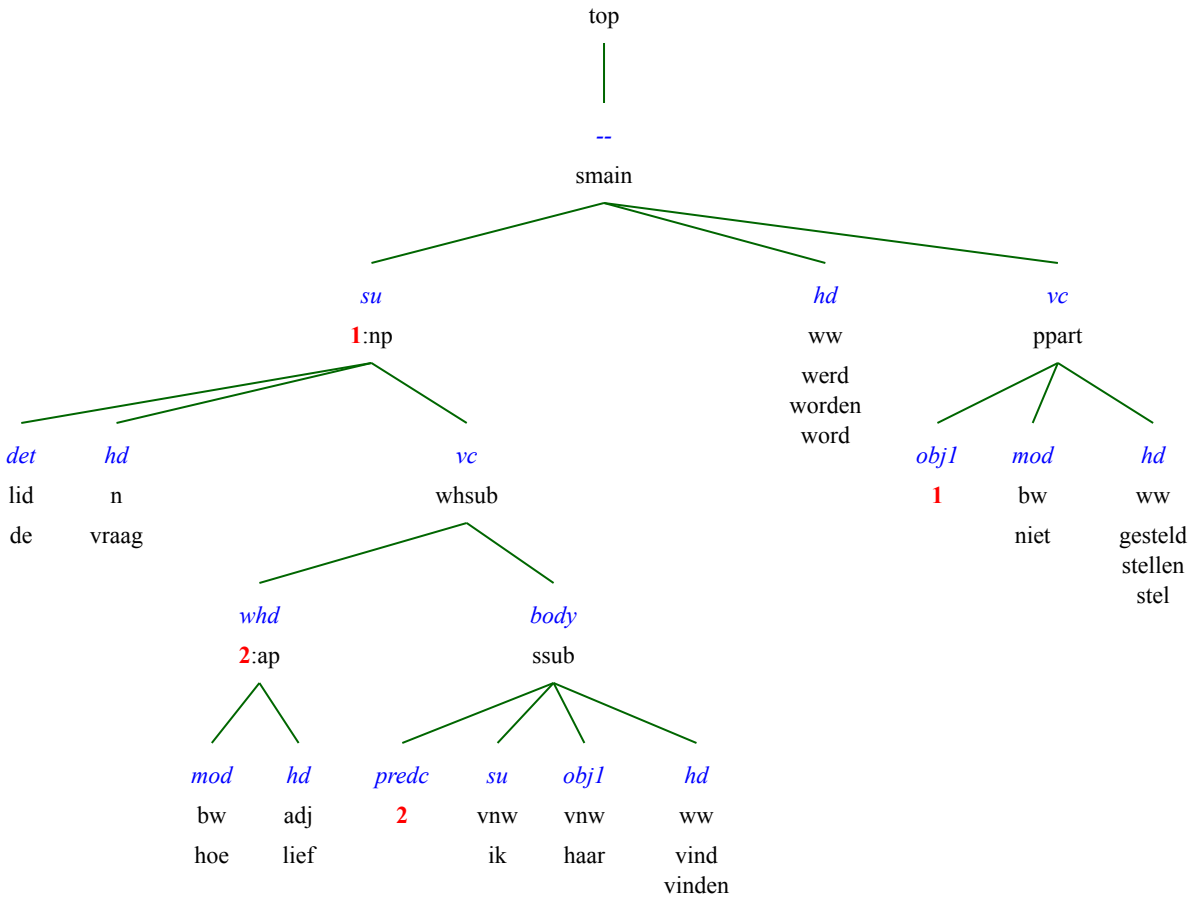 top
--
smain
su hd vc
1:np ww ppart
werd
worden
word
det hd vc obj1 mod hd
lid n whsub 1 bw ww
de vraag niet gesteld
stellen
stel
whd body
2:ap ssub
mod hd predc su obj1 hd
bw adj 2 vnw vnw ww
hoe lief ik haar vind
vinden